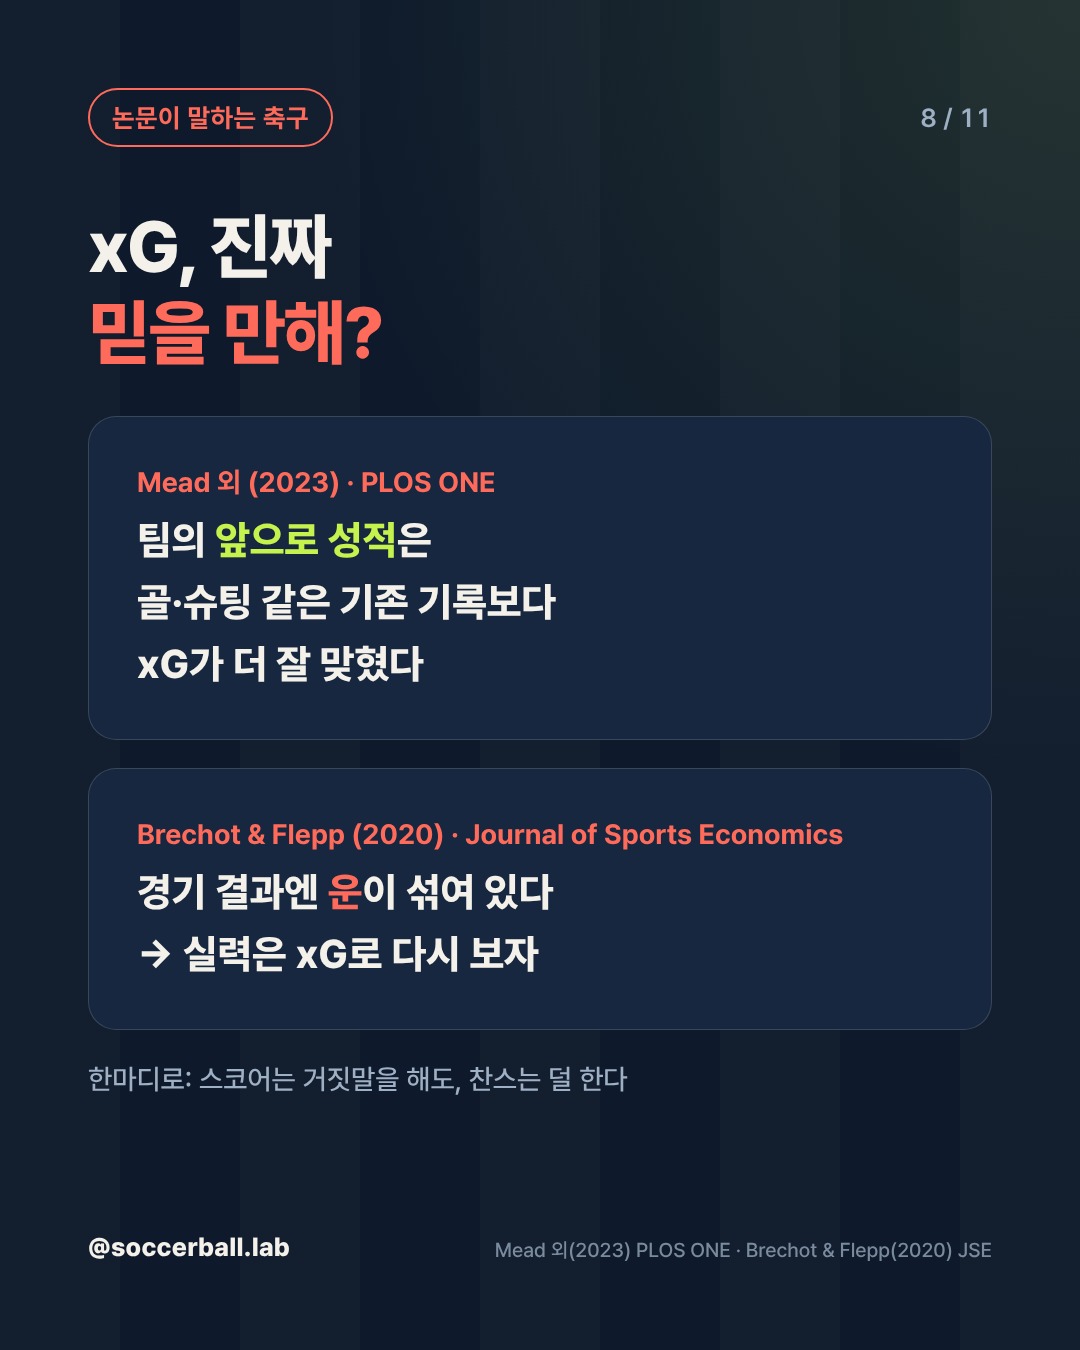 논문이 말하는 축구
8 / 11
xG, 진짜
믿을 만해?
Mead 외 (2023) · PLOS ONE
팀의 앞으로 성적은
골·슈팅 같은 기존 기록보다
xG가 더 잘 맞혔다
Brechot & Flepp (2020) · Journal of Sports Economics
경기 결과엔 운이 섞여 있다
→ 실력은 xG로 다시 보자
한마디로: 스코어는 거짓말을 해도, 찬스는 덜 한다
@soccerball.lab
Mead 외(2023) PLOS ONE · Brechot & Flepp(2020) JSE